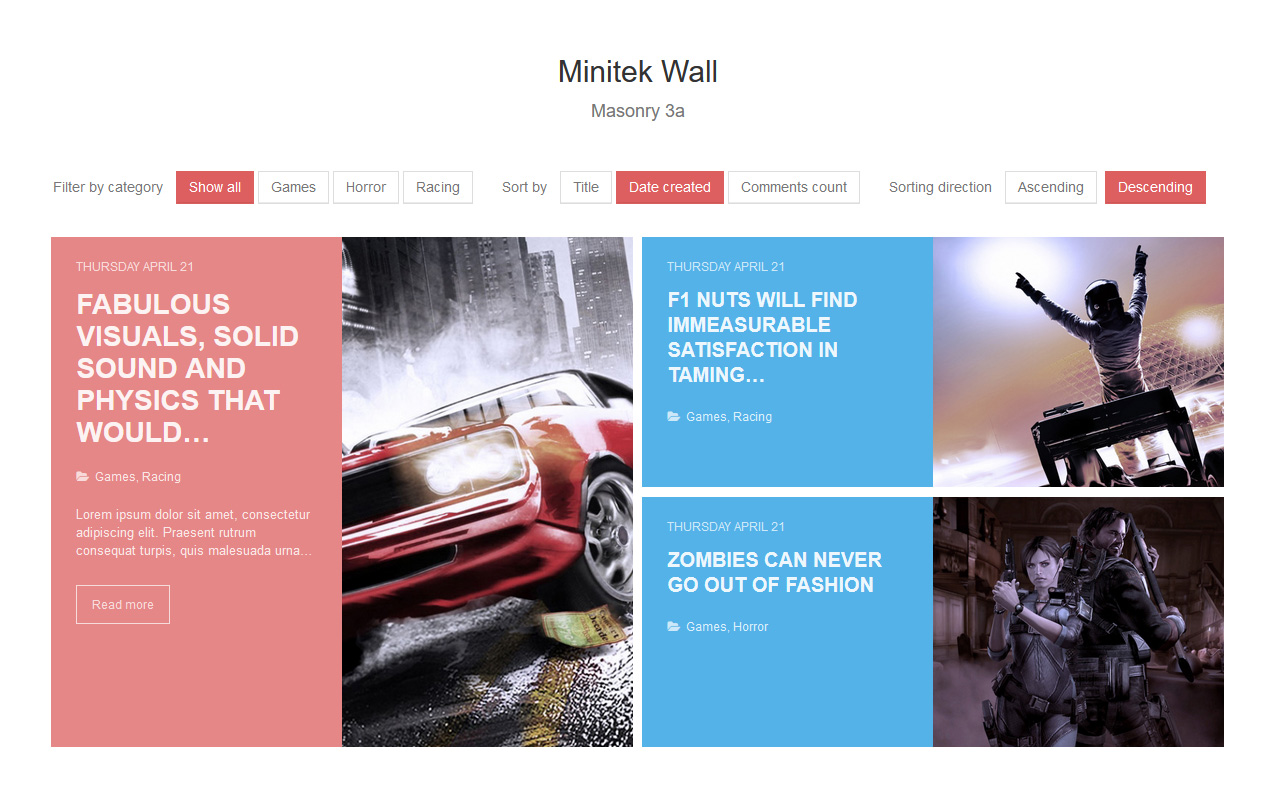 Minitek Wall
Masonry 3a
Filter by category Show all Games Horror Racing Sort by Title Date created Comments count Sorting direction Ascending Descending
THURSDAY APRIL 21
FABULOUS
VISUALS, SOLID
SOUND AND
PHYSICS THAT
WOULD...
Games, Racing
Lorem ipsum dolor sit amet, consectetur
adipiscing elit. Praesent rutrum
consequat turpis, quis malesuada urna...
Read more
THURSDAY APRIL 21
F1 NUTS WILL FIND
IMMEASURABLE
SATISFACTION IN
TAMING...
Games, Racing
THURSDAY APRIL 21
ZOMBIES CAN NEVER
GO OUT OF FASHION
Games, Horror